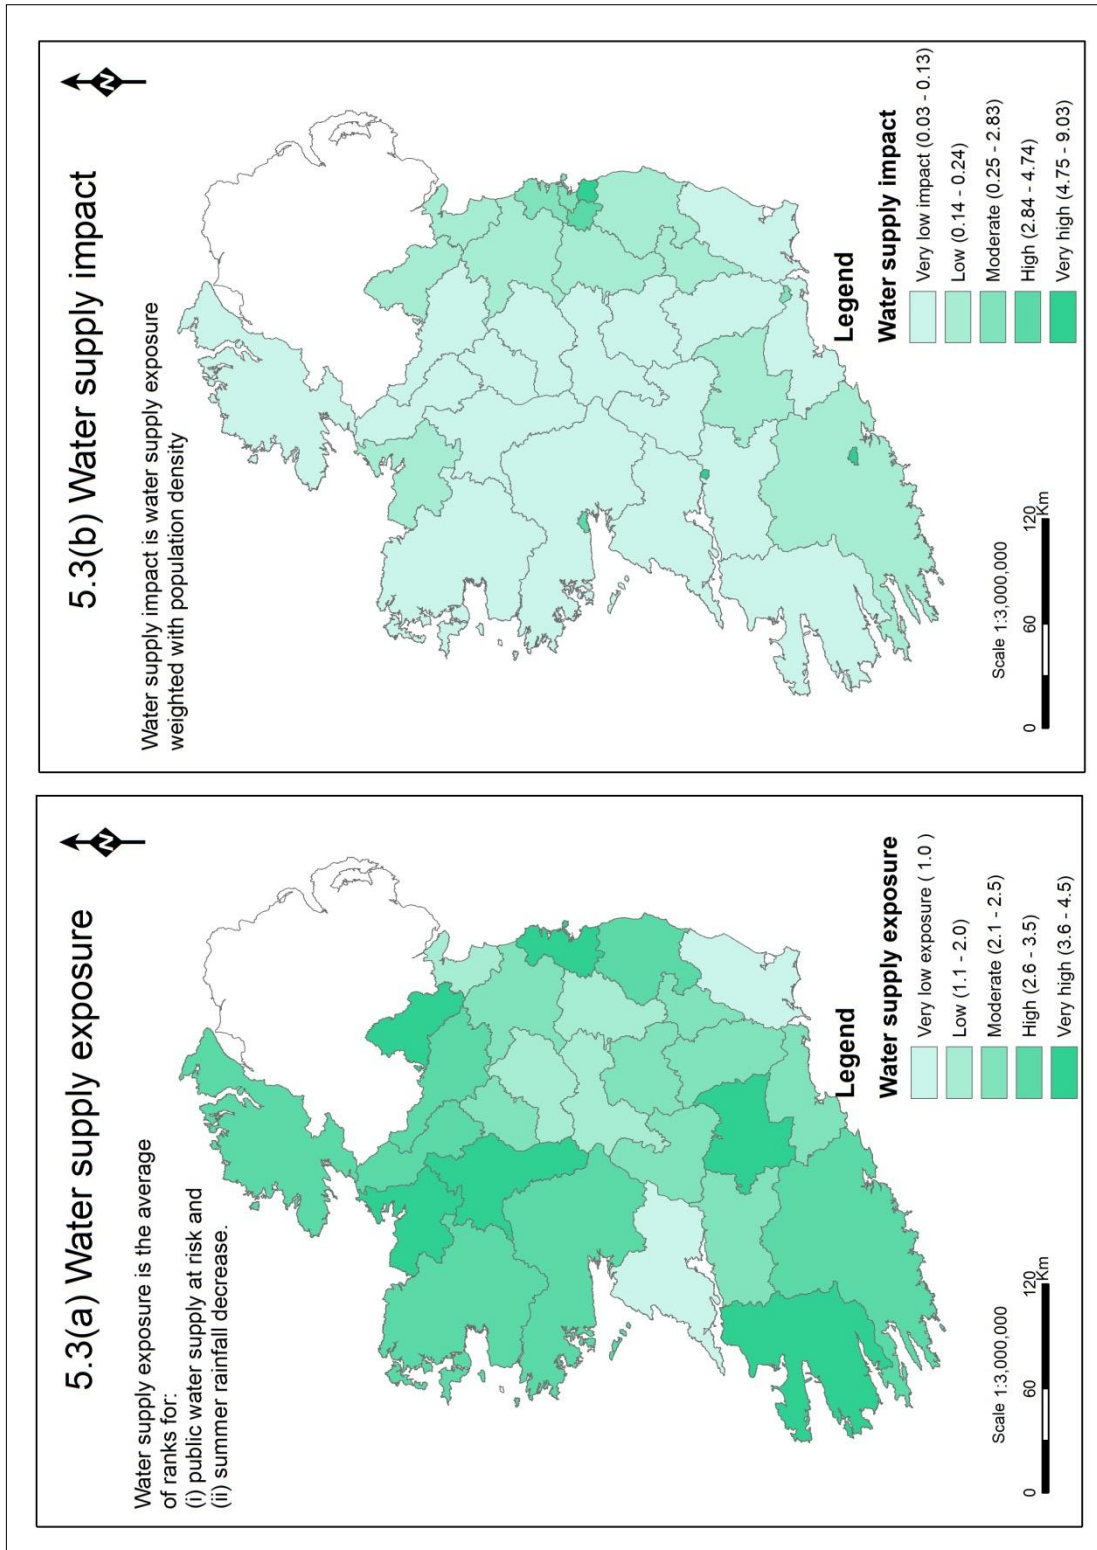 5.3(a) Water supply exposure
N
Water supply exposure is the average
of ranks for:
(i) public water supply at risk and
(ii) summer rainfall decrease.
Legend
Water supply exposure
Very low exposure ( 1.0 )
Low (1.1 - 2.0)
Moderate (2.1 - 2.5)
High (2.6 - 3.5)
Very high (3.6 - 4.5)
Scale 1:3,000,000
0 60 120 Km
5.3(b) Water supply impact
N
Water supply impact is water supply exposure
weighted with population density
Legend
Water supply impact
Very low impact (0.03 - 0.13)
Low (0.14 - 0.24)
Moderate (0.25 - 2.83)
High (2.84 - 4.74)
Very high (4.75 - 9.03)
Scale 1:3,000,000
0 60 120 Km